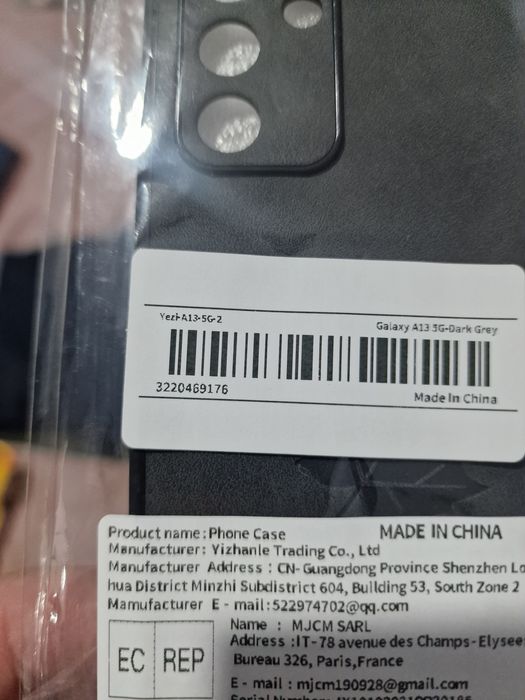 Yezi-A13-5G-2
Galaxy A13 5G-Dark Grey
3220469176
Made In China
Product name:Phone Case
MADE IN CHINA
Manufacturer: Yizhanle Trading Co., Ltd
Manufacturer Address : CN-Guangdong Province Shenzhen Lo
hua District Minzhi Subdistrict 604, Building 53, South Zone 2
Mamufacturer E - mail:522974702@qq.com
EC REP
Name : MJCM SARL
Address :IT-78 avenue des Champs-Elysee
Bureau 326, Paris,France
E - mail : mjcm190928@gmail.com